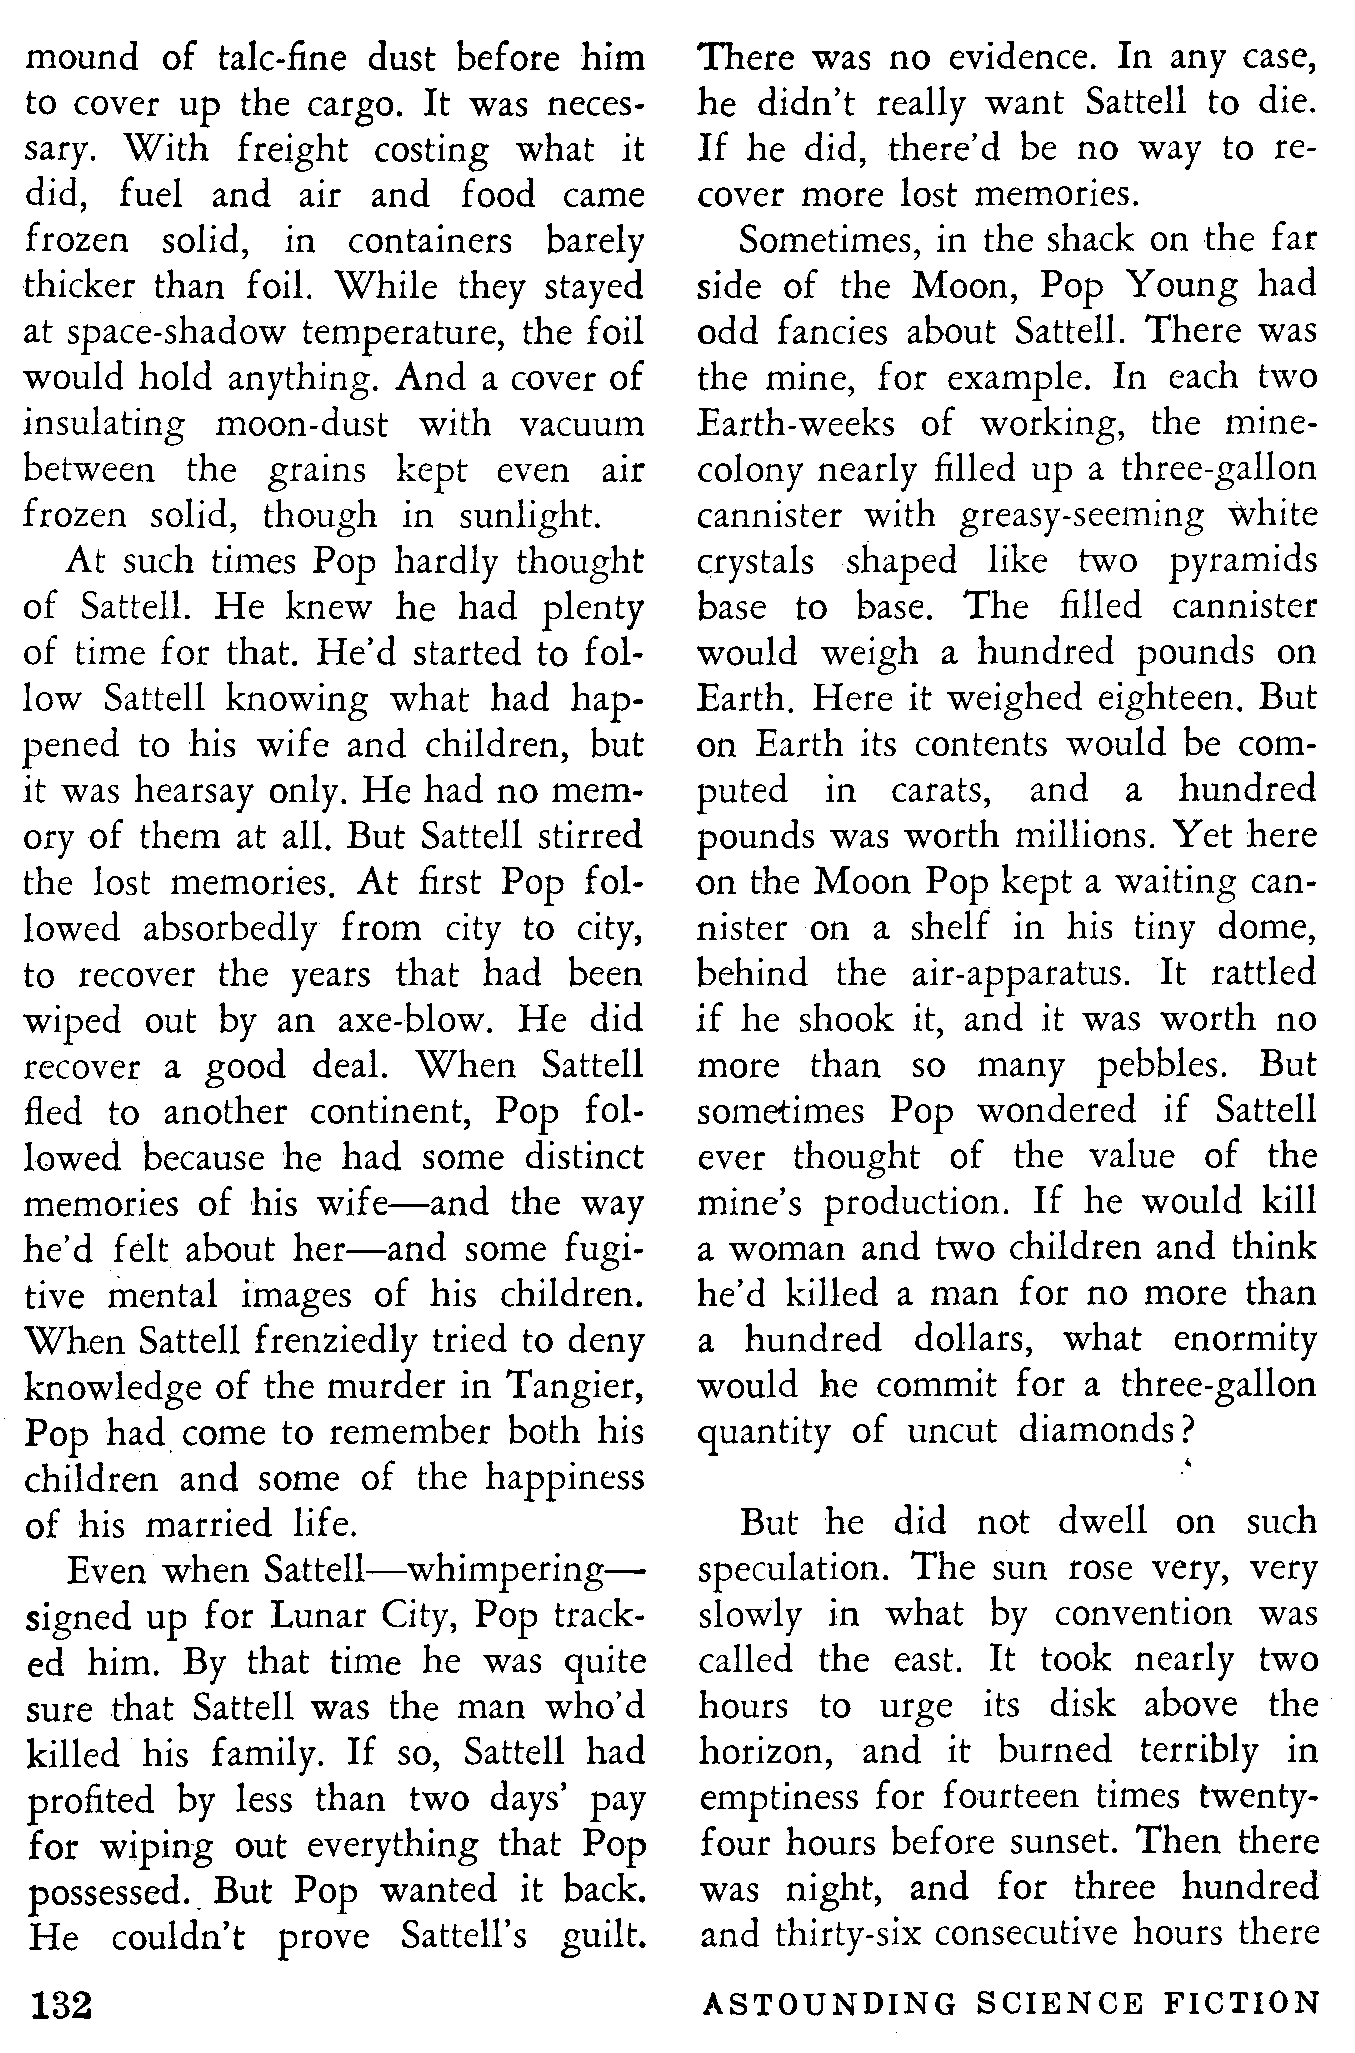 mound of talc-fine dust before him
to cover up the cargo. It was neces-
sary. With freight costing what it
did, fuel and air and food came
frozen solid, in containers barely
thicker than foil. While they stayed
at space-shadow temperature, the foil
would hold anything. And a cover of
insulating moon-dust with vacuum
between the grains kept even air
frozen solid, though in sunlight.
At such times Pop hardly thought
of Sattell. He knew he had plenty
of time for that. He'd started to fol-
low Sattell knowing what had hap-
pened to his wife and children, but
it was hearsay only. He had no mem-
ory of them at all. But Sattell stirred
the lost memories. At first Pop fol-
lowed absorbedly from city to city,
to recover the years that had been
wiped out by an axe-blow. He did
recover a good deal. When Sattell
fled to another continent, Pop fol-
lowed because he had some distinct
memories of his wife—and the way
he'd felt about her—and some fugi-
tive mental images of his children.
When Sattell frenziedly tried to deny
knowledge of the murder in Tangier,
Pop had come to remember both his
children and some of the happiness
of his married life.
Even when Sattell—whimpering—
signed up for Lunar City, Pop track-
ed him. By that time he was quite
sure that Sattell was the man who'd
killed his family. If so, Sattell had
profited by less than two days' pay
for wiping out everything that Pop
possessed. But Pop wanted it back.
He couldn't prove Sattell's guilt.
There was no evidence. In any case,
he didn't really want Sattell to die.
If he did, there'd be no way to re-
cover more lost memories.
Sometimes, in the shack on the far
side of the Moon, Pop Young had
odd fancies about Sattell. There was
the mine, for example. In each two
Earth-weeks of working, the mine-
colony nearly filled up a three-gallon
cannister with greasy-seeming white
crystals shaped like two pyramids
base to base. The filled cannister
would weigh a hundred pounds on
Earth. Here it weighed eighteen. But
on Earth its contents would be com-
puted in carats, and a hundred
pounds was worth millions. Yet here
on the Moon Pop kept a waiting can-
nister on a shelf in his tiny dome,
behind the air-apparatus. It rattled
if he shook it, and it was worth no
more than so many pebbles. But
sometimes Pop wondered if Sattell
ever thought of the value of the
mine's production. If he would kill
a woman and two children and think
he'd killed a man for no more than
a hundred dollars, what enormity
would he commit for a three-gallon
quantity of uncut diamonds?
But he did not dwell on such
speculation. The sun rose very, very
slowly in what by convention was
called the east. It took nearly two
hours to urge its disk above the
horizon, and it burned terribly in
emptiness for fourteen times twenty-
four hours before sunset. Then there
was night, and for three hundred
and thirty-six consecutive hours there
132
ASTOUNDING SCIENCE FICTION